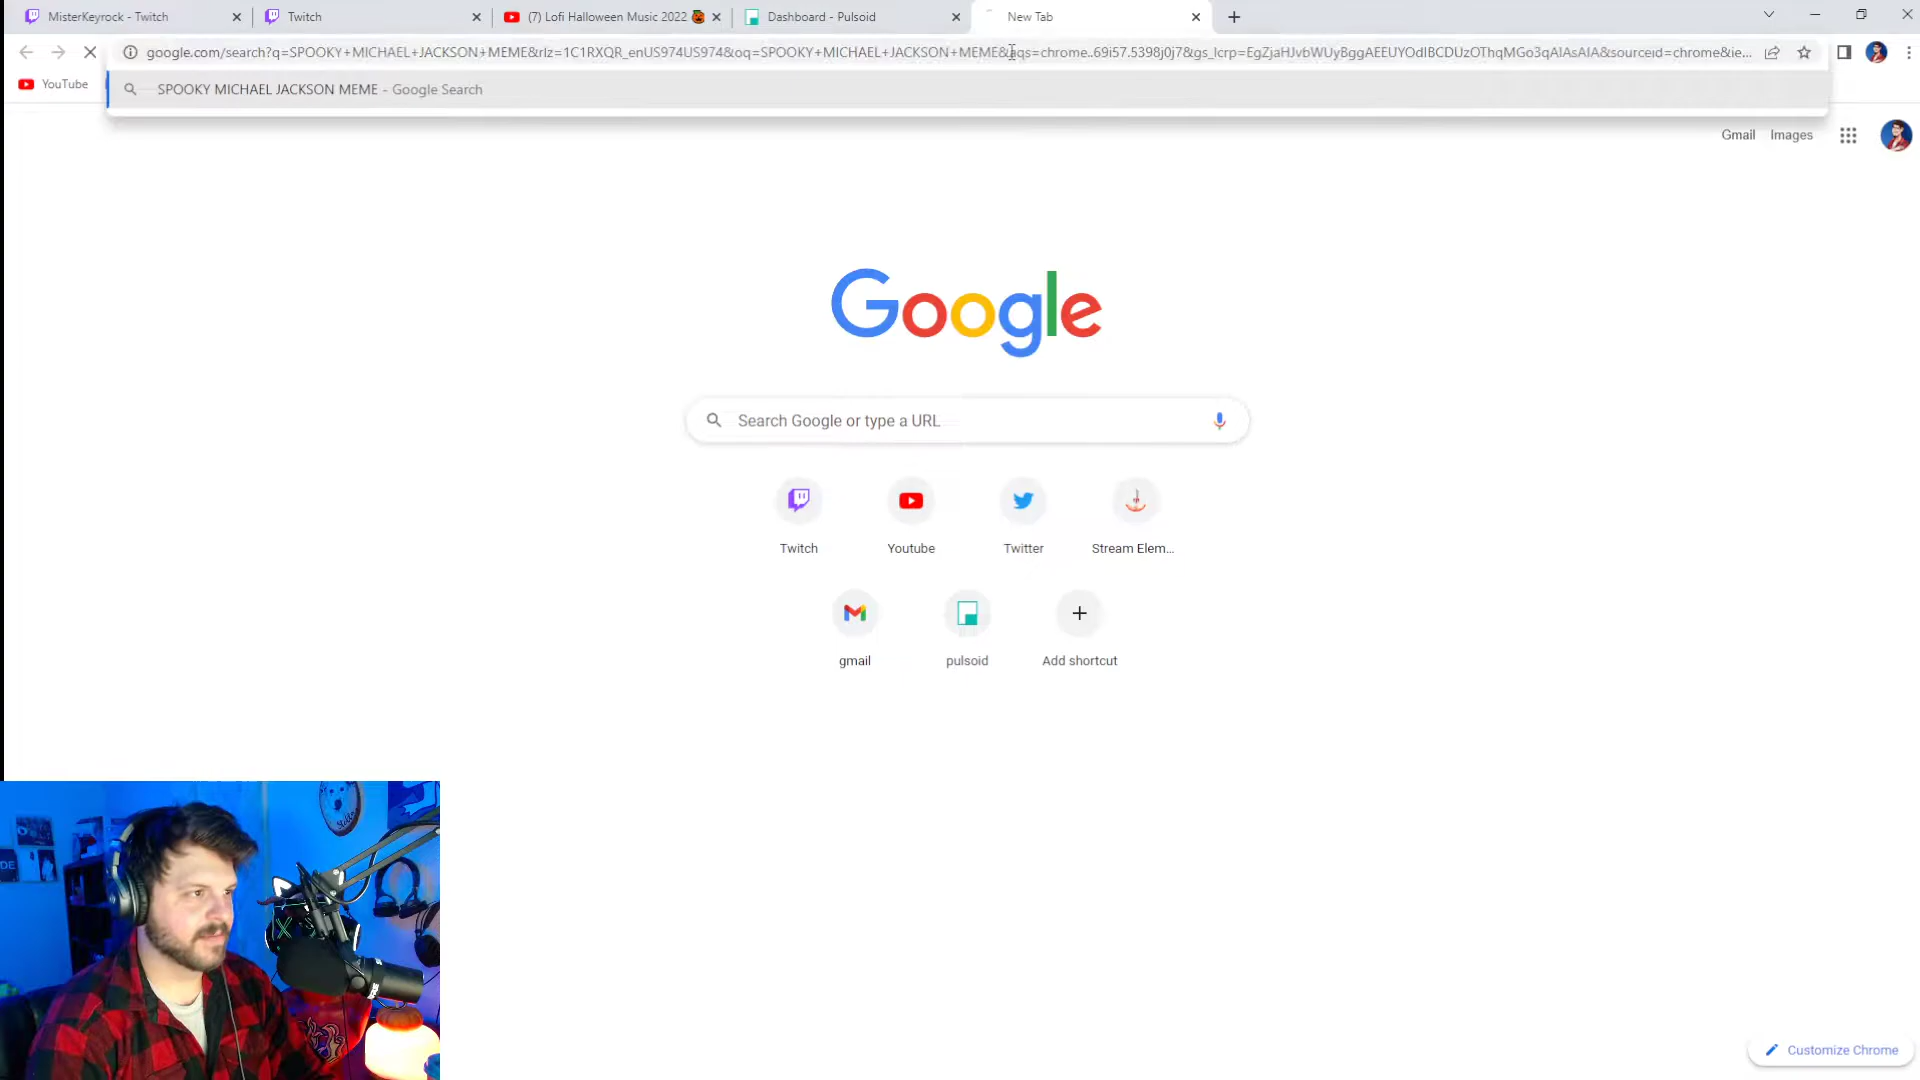 MisterKeyrock - Twitch
Twitch
(7) Lofi Halloween Music 2022 🎃
Dashboard - Pulsoid
New Tab
google.com/search?q=SPOOKY+MICHAEL+JACKSON+MEME&rlz=1C1RXQR_enUS974US974&oq=SPOOKY+MICHAEL+JACKSON+MEME&aqs=chrome..69i57.5398j0j7&gs_lcrp=EgZjaHJvbWUyBggAEEUYOdIBCDUzOThqMGo3qAIAsAIA&sourceid=chrome&ie...
YouTube
SPOOKY MICHAEL JACKSON MEME - Google Search
Gmail
Images
Google
Search Google or type a URL
Twitch
Youtube
Twitter
Stream Elem...
gmail
pulsoid
Add shortcut
Customize Chrome